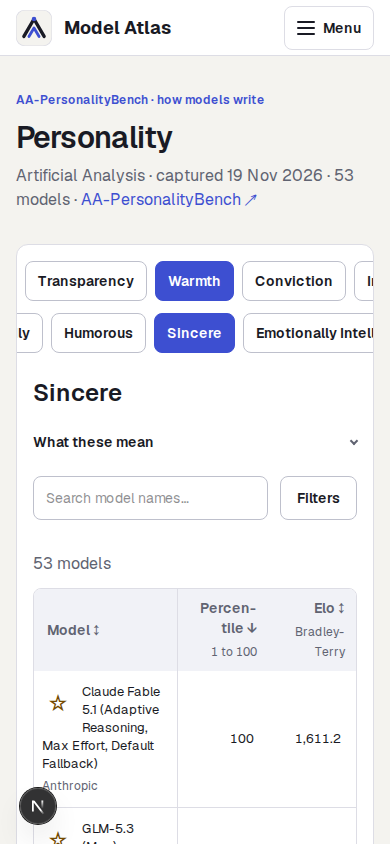 Model Atlas
Menu
AA-PersonalityBench · how models write
Personality
Artificial Analysis · captured 19 Nov 2026 · 53
models · AA-PersonalityBench ↗
Transparency Warmth Conviction
ly Humorous Sincere Emotionally Intell
Sincere
What these mean
Search model names…
Filters
53 models
Model ↕
Percen-
tile ↓
1 to 100
Elo ↕
Bradley-
Terry
Claude Fable
5.1 (Adaptive
Reasoning,
Max Effort, Default
Fallback)
Anthropic
100
1,611.2
N
GLM-5.3